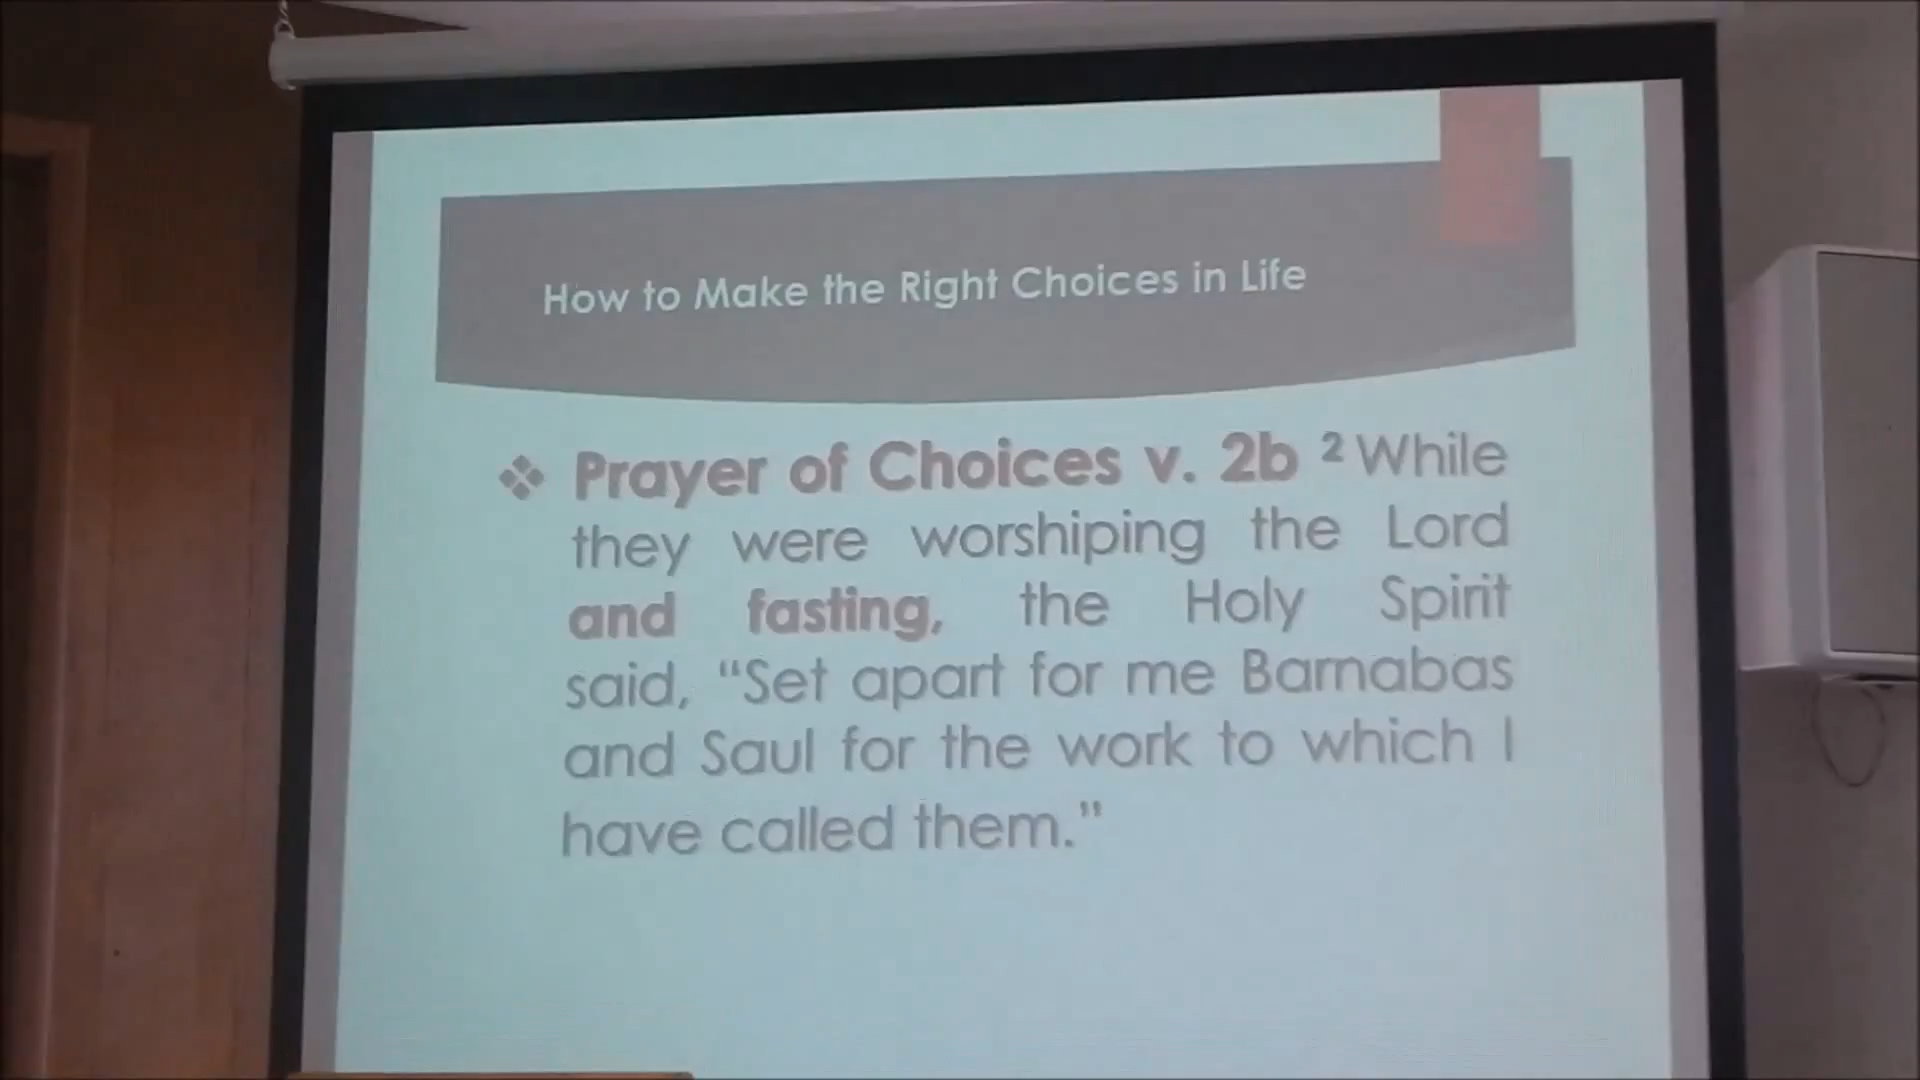 How to Make the Right Choices in Life
❖ Prayer of Choices v. 2b ² While
they were worshiping the Lord
and fasting, the Holy Spirit
said, “Set apart for me Barnabas
and Saul for the work to which I
have called them.”